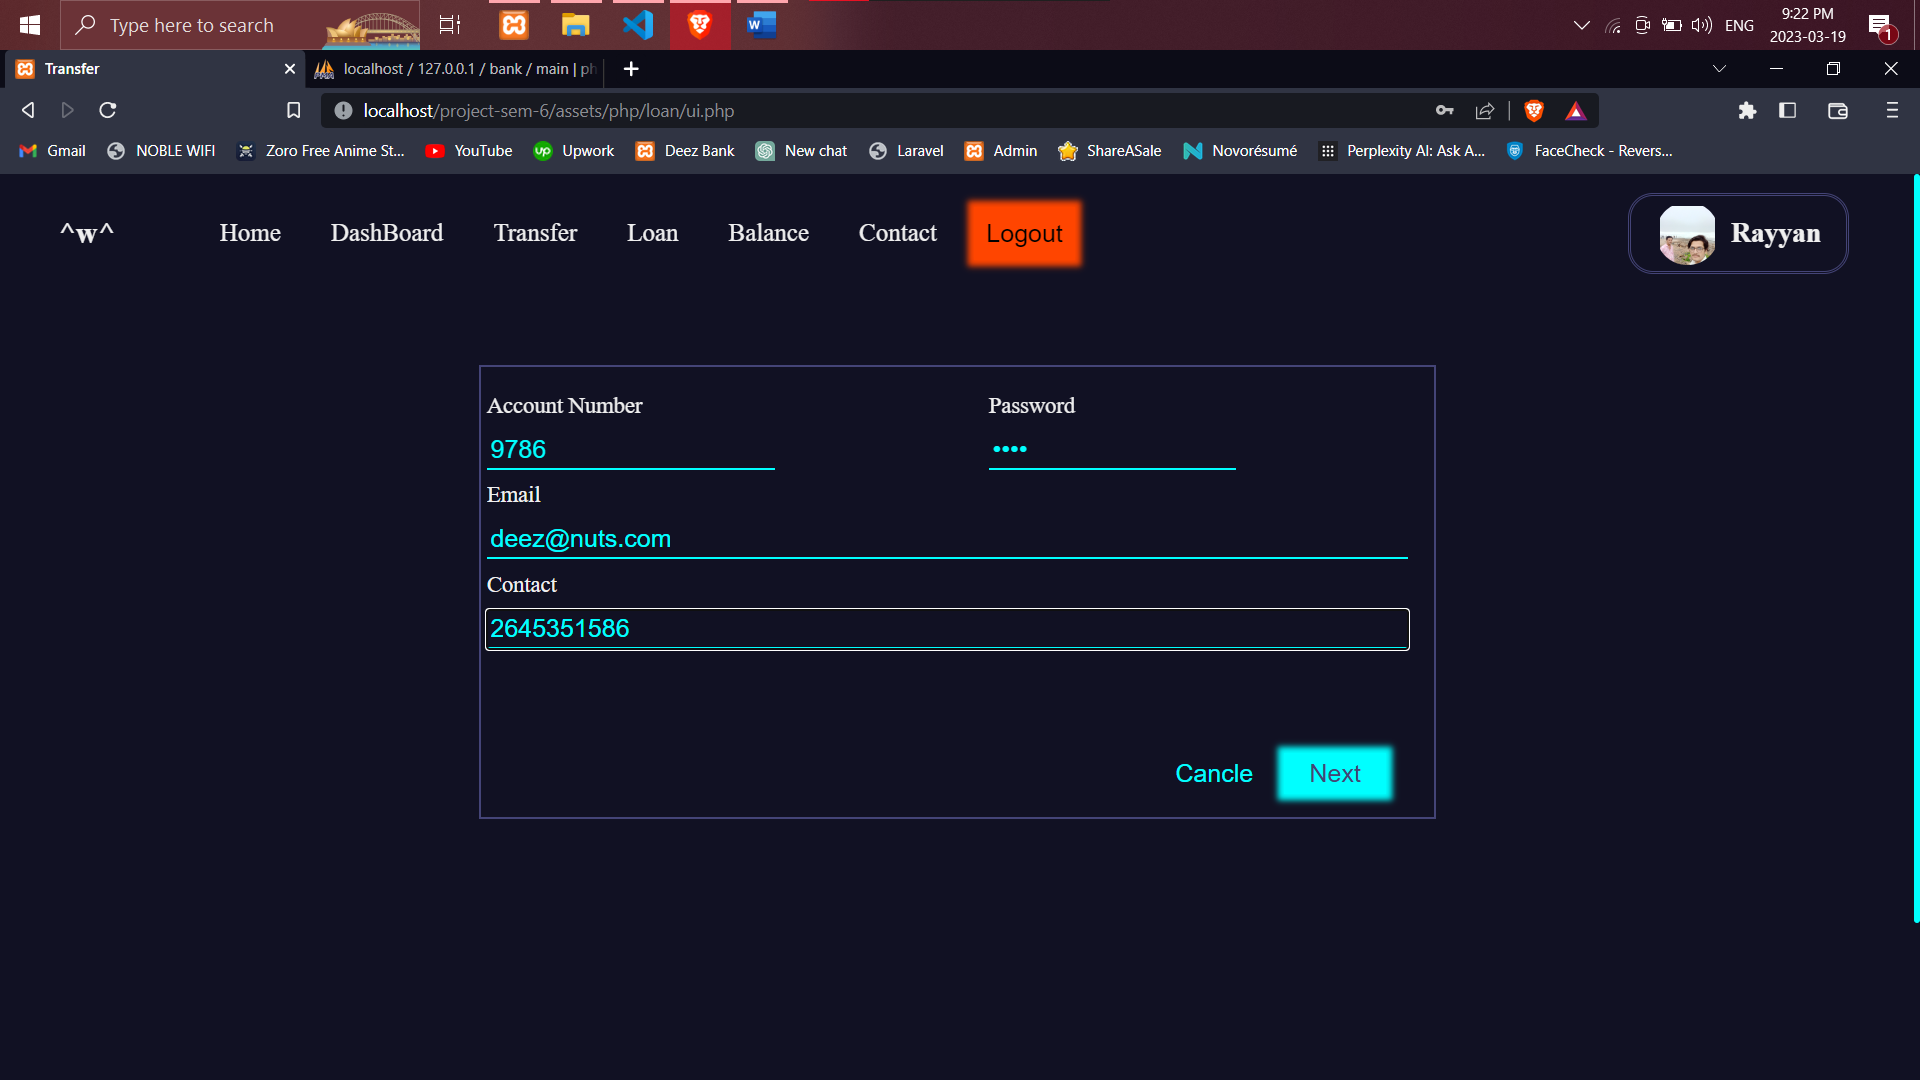 Type here to search
ENG
9:22 PM
2023-03-19
1
Transfer
localhost / 127.0.0.1 / bank / main | ph
localhost/project-sem-6/assets/php/loan/ui.php
Gmail
NOBLE WIFI
Zoro Free Anime St...
YouTube
Upwork
Deez Bank
New chat
Laravel
Admin
ShareASale
Novorésumé
Perplexity AI: Ask A...
FaceCheck - Revers...
^w^
Home
DashBoard
Transfer
Loan
Balance
Contact
Logout
Rayyan
Account Number
Password
9786
••••
Email
deez@nuts.com
Contact
2645351586
Cancle
Next